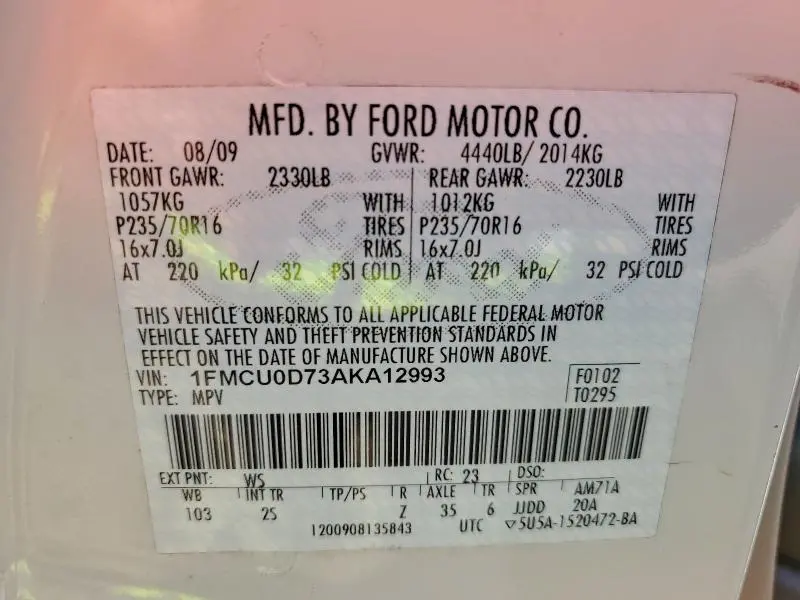 MFD. BY FORD MOTOR CO.
DATE: 08/09 GVWR: 4440LB/ 2014KG
FRONT GAWR: 2330LB REAR GAWR: 2230LB
1057KG WITH 1012KG WITH
P235/70R16 TIRES P235/70R16 TIRES
16x7.0J RIMS 16x7.0J RIMS
AT 220 kPa/ 32 PSI COLD AT 220 kPa/ 32 PSI COLD
THIS VEHICLE CONFORMS TO ALL APPLICABLE FEDERAL MOTOR
VEHICLE SAFETY AND THEFT PREVENTION STANDARDS IN
EFFECT ON THE DATE OF MANUFACTURE SHOWN ABOVE.
VIN: 1FMCU0D73AKA12993 F0102
TYPE: MPV T0295
EXT PNT: WS RC: 23 DSO:
WB INT TR TP/PS R AXLE TR SPR AM71A
103 2S Z 35 6 JJDD 20A
1200908135843 UTC ▽5U5A-1520472-BA